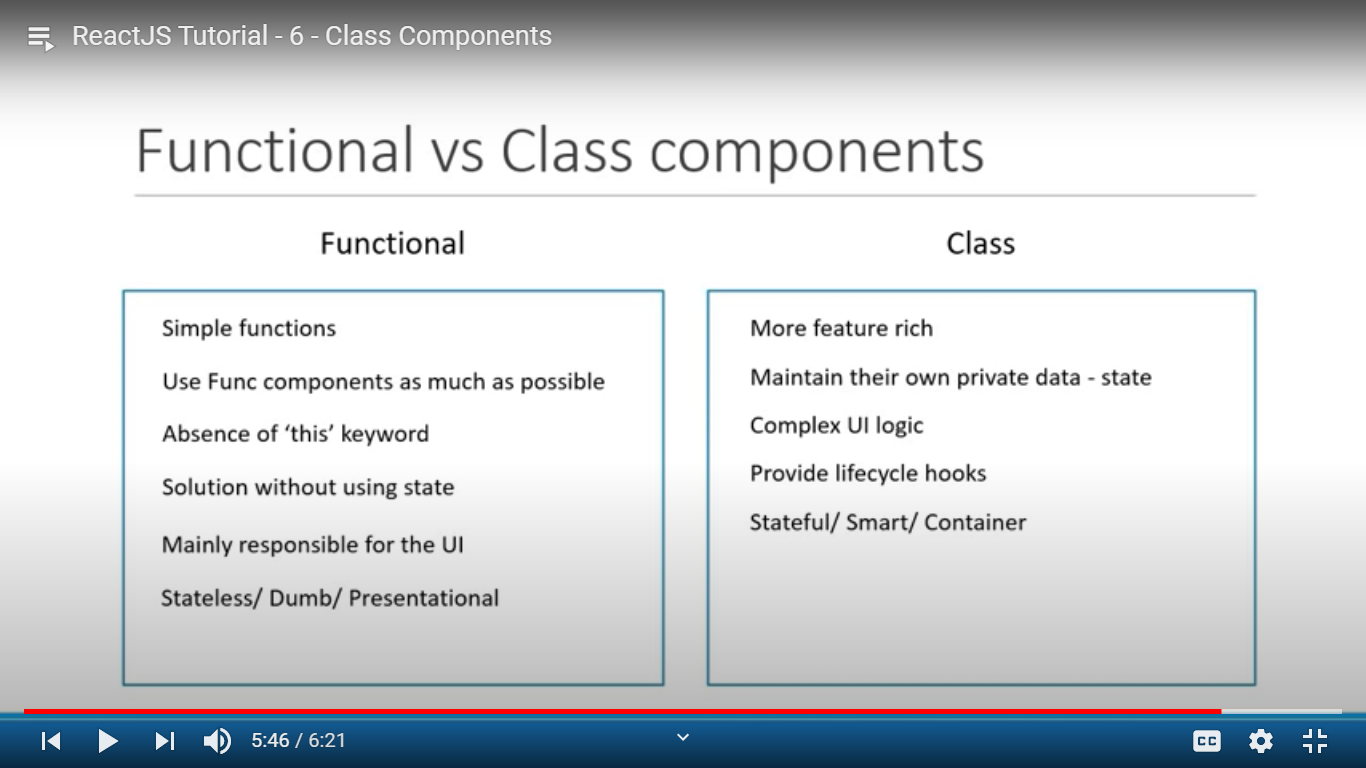 ReactJS Tutorial - 6 - Class Components
Functional vs Class components
Functional
Simple functions
Use Func components as much as possible
Absence of ‘this’ keyword
Solution without using state
Mainly responsible for the UI
Stateless/ Dumb/ Presentational
Class
More feature rich
Maintain their own private data - state
Complex UI logic
Provide lifecycle hooks
Stateful/ Smart/ Container
5:46 / 6:21
CC